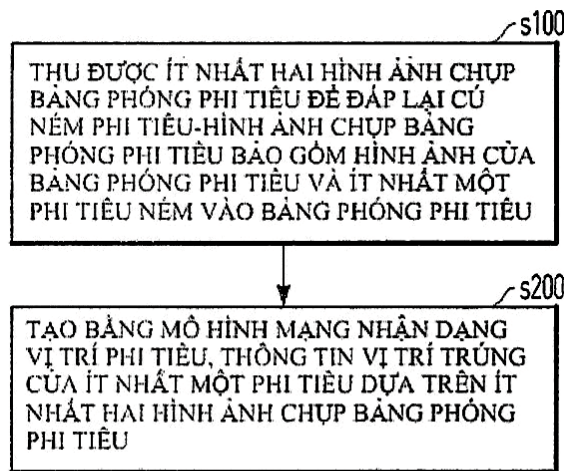 s100
THU ĐƯỢC ÍT NHẤT HAI HÌNH ẢNH CHỤP
BẢNG PHÓNG PHI TIÊU ĐỂ ĐÁP LẠI CÚ
NÉM PHI TIÊU-HÌNH ẢNH CHỤP BẢNG
PHÓNG PHI TIÊU BAO GỒM HÌNH ẢNH CỦA
BẢNG PHÓNG PHI TIÊU VÀ ÍT NHẤT MỘT
PHI TIÊU NÉM VÀO BẢNG PHÓNG PHI TIÊU
s200
TẠO BẰNG MÔ HÌNH MẠNG NHẬN DẠNG
VỊ TRÍ PHI TIÊU, THÔNG TIN VỊ TRÍ TRÚNG
CỦA ÍT NHẤT MỘT PHI TIÊU DỰA TRÊN ÍT
NHẤT HAI HÌNH ẢNH CHỤP BẢNG PHÓNG
PHI TIÊU